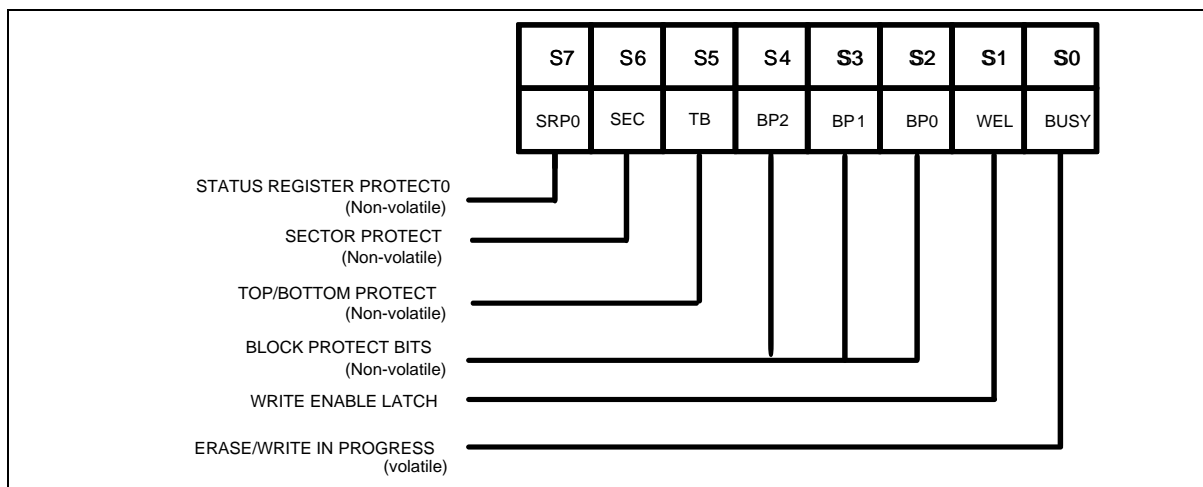 S7 S6 S5 S4 S3 S2 S1 S0
SRP0 SEC TB BP2 BP1 BP0 WEL BUSY
STATUS REGISTER PROTECT0
(Non-volatile)
SECTOR PROTECT
(Non-volatile)
TOP/BOTTOM PROTECT
(Non-volatile)
BLOCK PROTECT BITS
(Non-volatile)
WRITE ENABLE LATCH
ERASE/WRITE IN PROGRESS
(volatile)